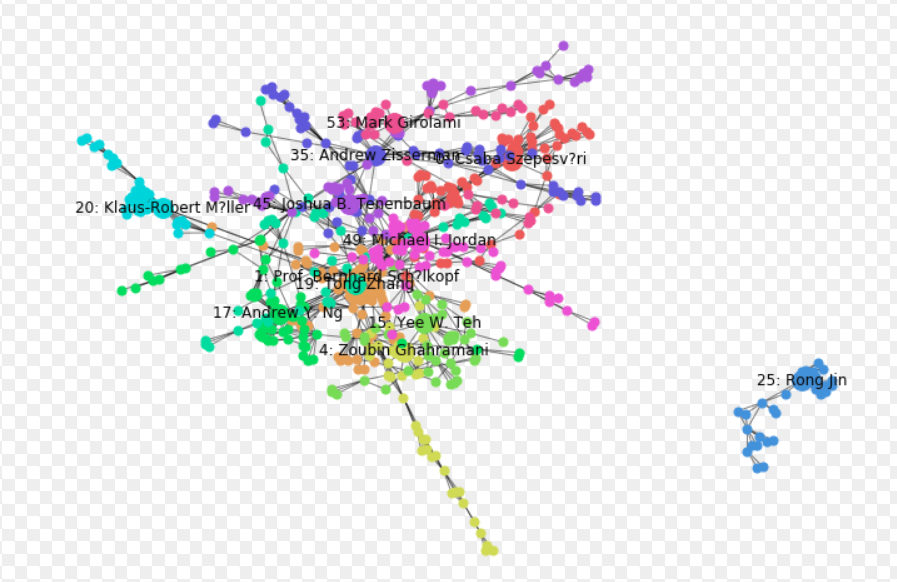 53: Mark Girolami
35: Andrew Zisserman
6: Csaba Szepesv?ri
20: Klaus-Robert M?ller
45: Joshua B. Tenenbaum
49: Michael I. Jordan
1: Prof. Bernhard Sch?lkopf
19: Tong Zhang
17: Andrew Y. Ng
15: Yee W. Teh
4: Zoubin Ghahramani
25: Rong Jin